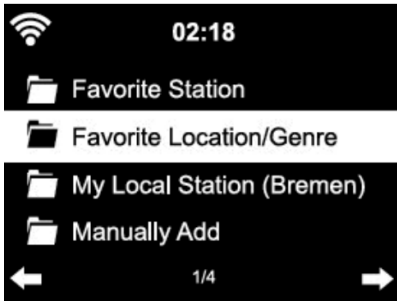 02:18
Favorite Station
Favorite Location/Genre
My Local Station (Bremen)
Manually Add
1/4